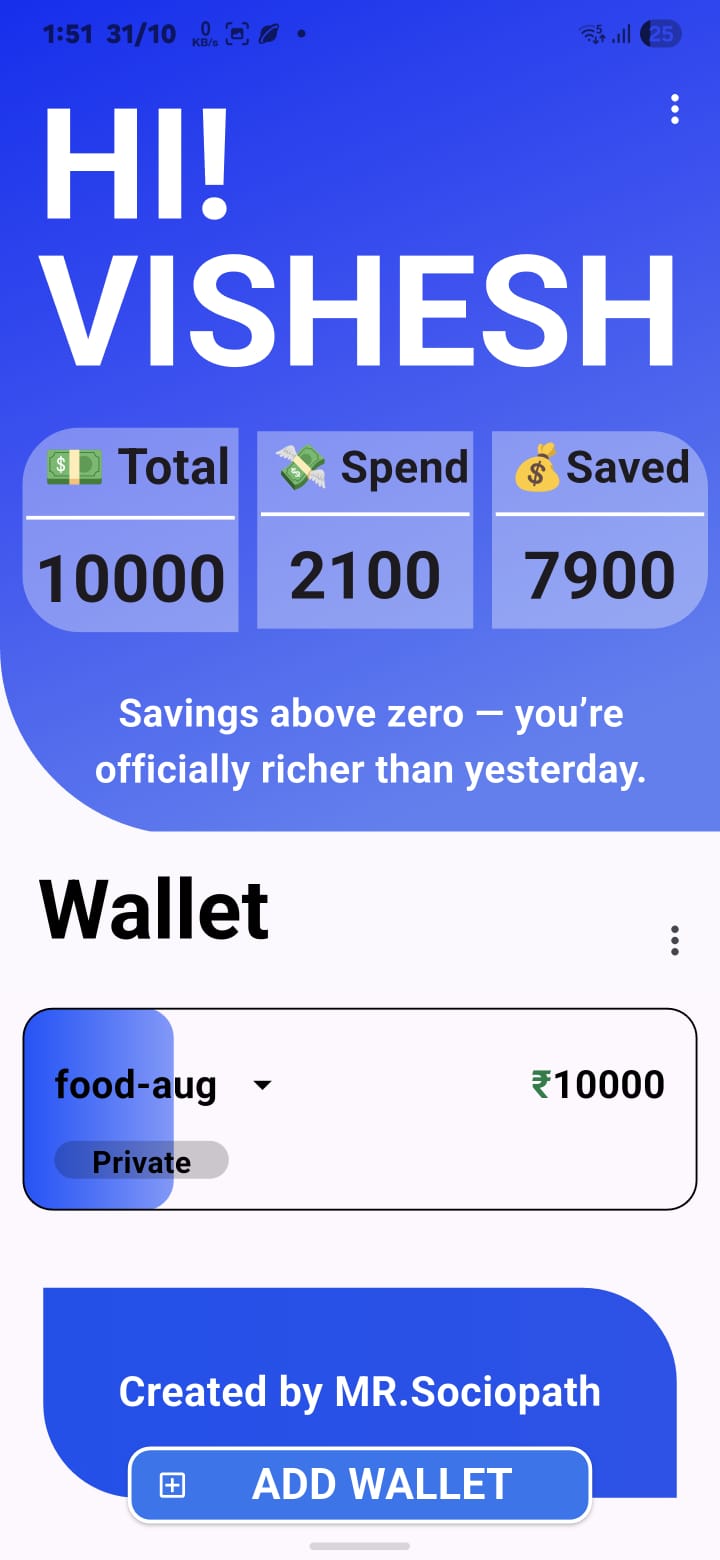 1:51 31/10 0 KB/s 5 25
HI!
VISHESH
Total Spend Saved
10000 2100 7900
Savings above zero — you’re
officially richer than yesterday.
Wallet
food-aug ₹10000
Private
Created by MR.Sociopath
ADD WALLET